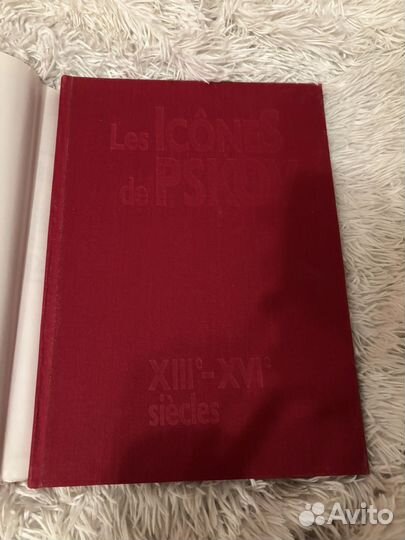 Les IcôneS
de PSKOV
XIIIe-XVIe
siècles
Avito